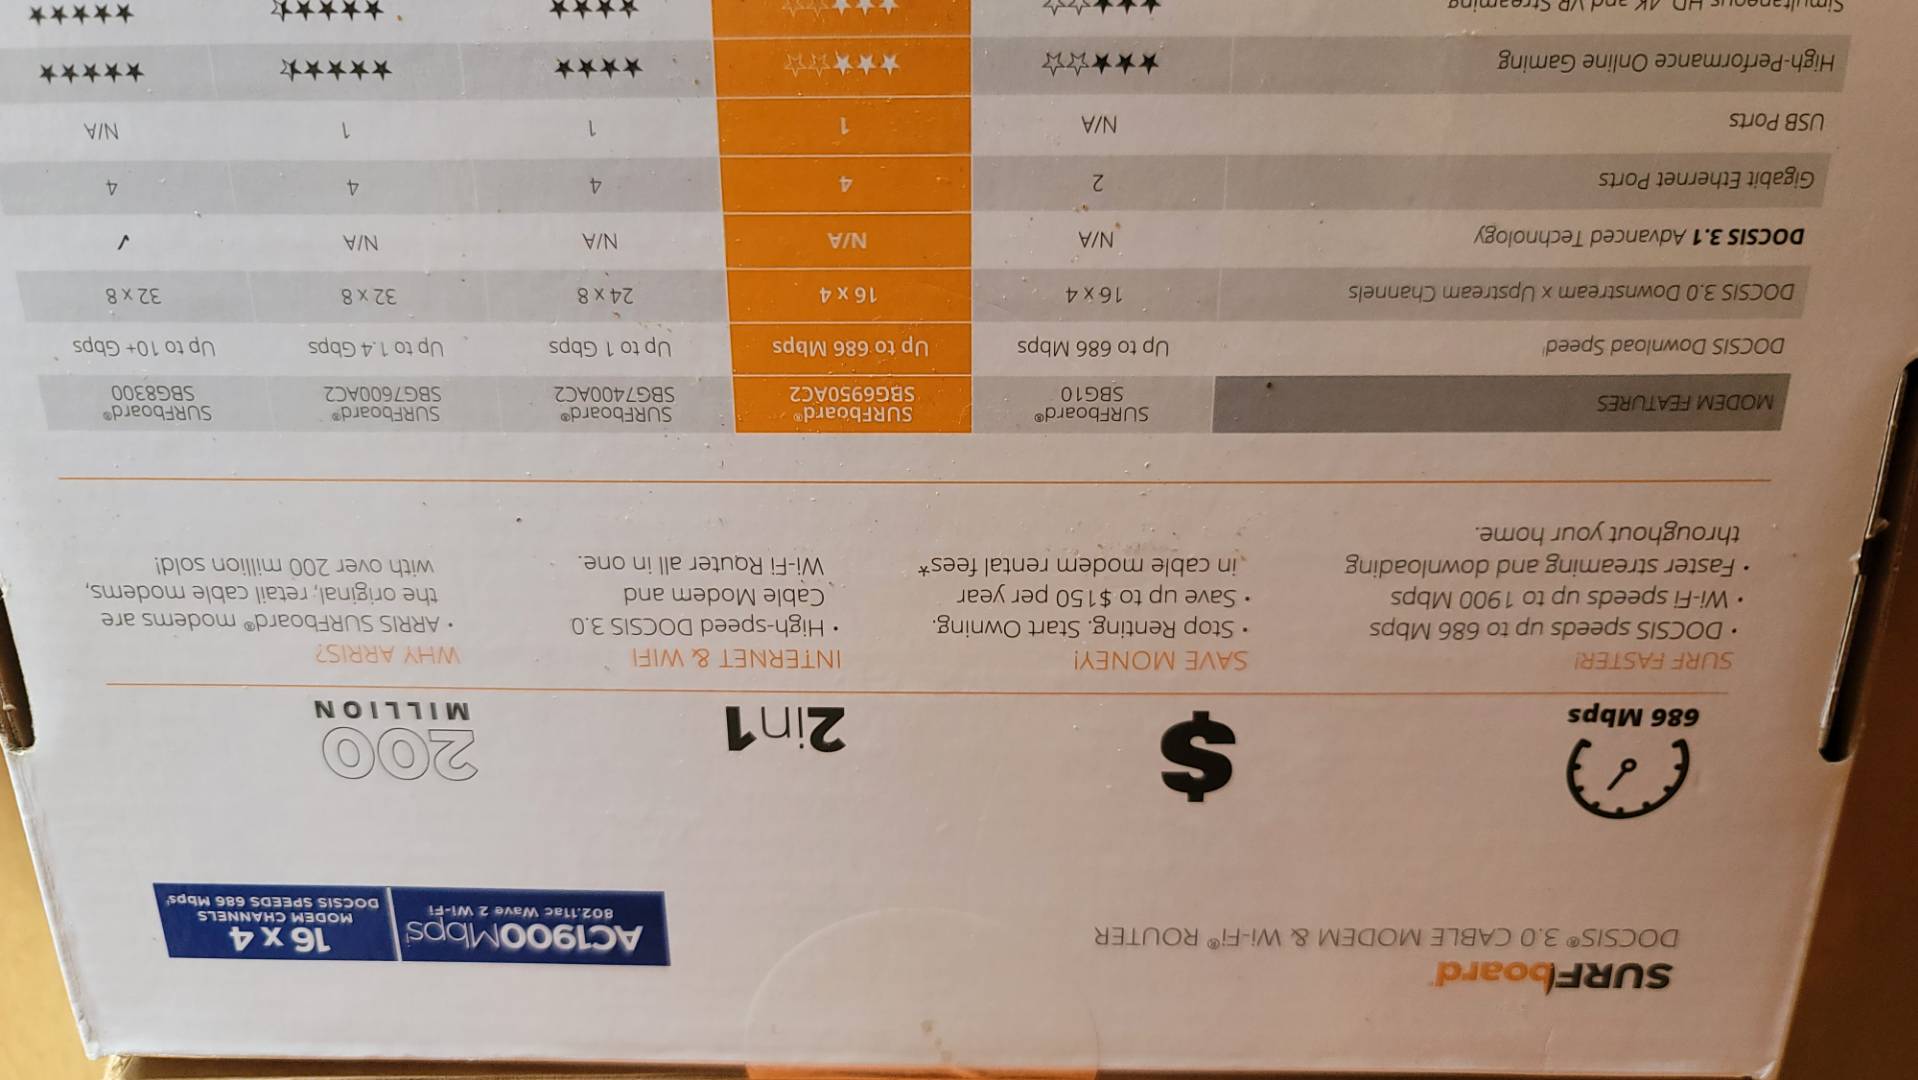 SURFboard
DOCSIS® 3.0 CABLE MODEM & Wi-Fi® ROUTER
AC1900Mbps†
802.11ac Wave 2 Wi-Fi
16 X 4
MODEM CHANNELS
DOCSIS SPEEDS 686 Mbps†
686 Mbps
$
2in1
200
MILLION
SURF FASTER!
• DOCSIS speeds up to 686 Mbps
• Wi-Fi speeds up to 1900 Mbps
• Faster streaming and downloading
throughout your home.
SAVE MONEY!
• Stop Renting. Start Owning.
• Save up to $150 per year
in cable modem rental fees*
INTERNET & WIFI
• High-speed DOCSIS 3.0
Cable Modem and
Wi-Fi Router all in one.
WHY ARRIS?
• ARRIS SURFboard® modems are
the original, retail cable modems,
with over 200 million sold!
MODEM FEATURES
SURFboard®
SBG10
SURFboard®
SBG6950AC2
SURFboard®
SBG7400AC2
SURFboard®
SBG7600AC2
SURFboard®
SBG8300
DOCSIS Download Speed† Up to 686 Mbps Up to 686 Mbps Up to 1 Gbps Up to 1.4 Gbps Up to 10+ Gbps
DOCSIS 3.0 Downstream x Upstream Channels 16 x 4 16 x 4 24 x 8 32 x 8 32 x 8
DOCSIS 3.1 Advanced Technology N/A N/A N/A N/A ✓
Gigabit Ethernet Ports 2 4 4 4 4
USB Ports N/A 1 1 1 N/A
High-Performance Online Gaming
Simultaneous HD, 4K and VR Streaming